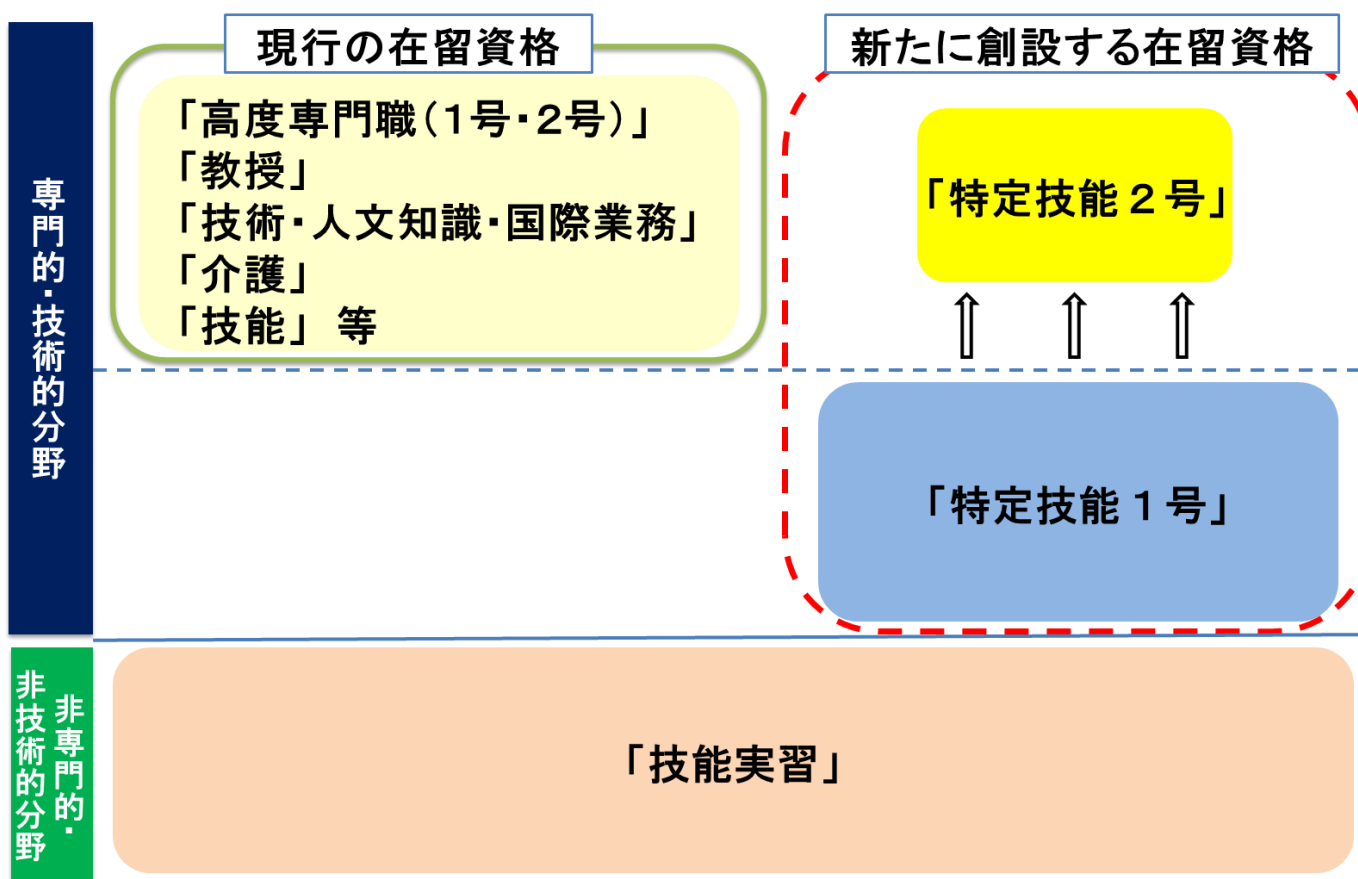 現行の在留資格
新たに創設する在留資格
専門的・技術的分野
「高度専門職(1号・2号)」
「教授」
「技術・人文知識・国際業務」
「介護」
「技能」 等
「特定技能2号」
「特定技能1号」
非専門的・
非技術的分野
「技能実習」